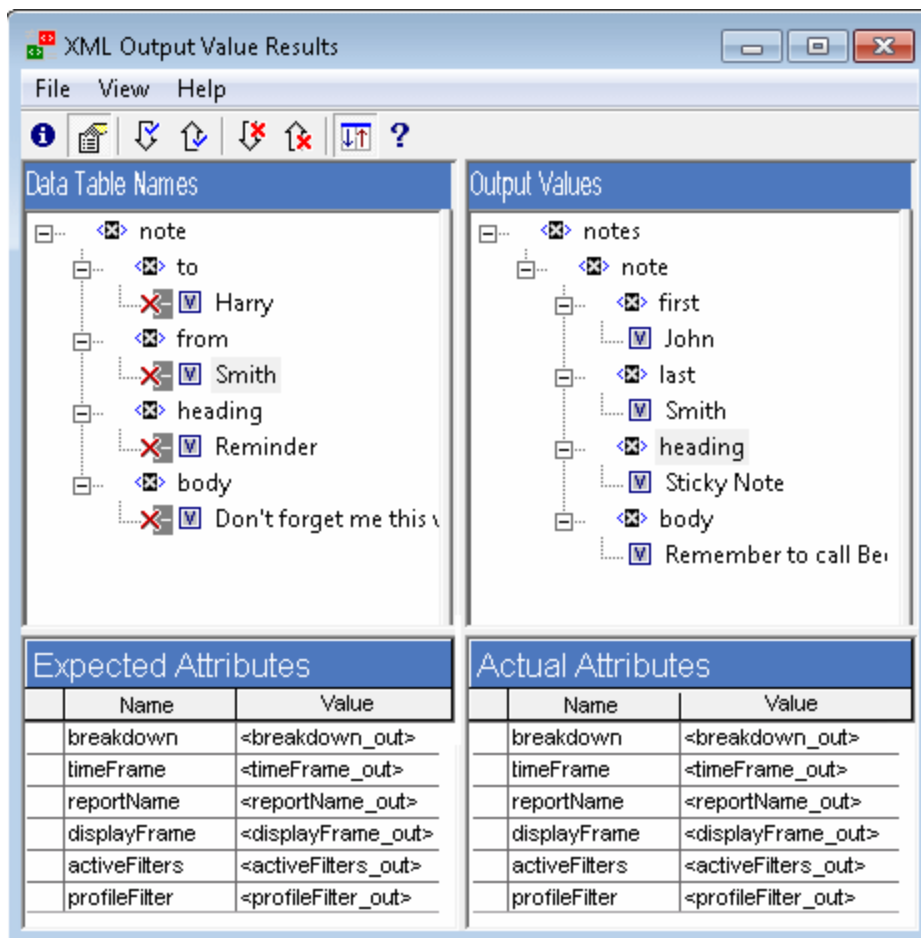 XML Output Value Results
File View Help
Data Table Names
note
to
Harry
from
Smith
heading
Reminder
body
Don't forget me this
Output Values
notes
note
first
John
last
Smith
heading
Sticky Note
body
Remember to call
Expected Attributes
Name Value
breakdown <breakdown_out>
timeFrame <timeFrame_out>
reportName <reportName_out>
displayFrame <displayFrame_out>
activeFilters <activeFilters_out>
profileFilter <profileFilter_out>
Actual Attributes
Name Value
breakdown <breakdown_out>
timeFrame <timeFrame_out>
reportName <reportName_out>
displayFrame <displayFrame_out>
activeFilters <activeFilters_out>
profileFilter <profileFilter_out>